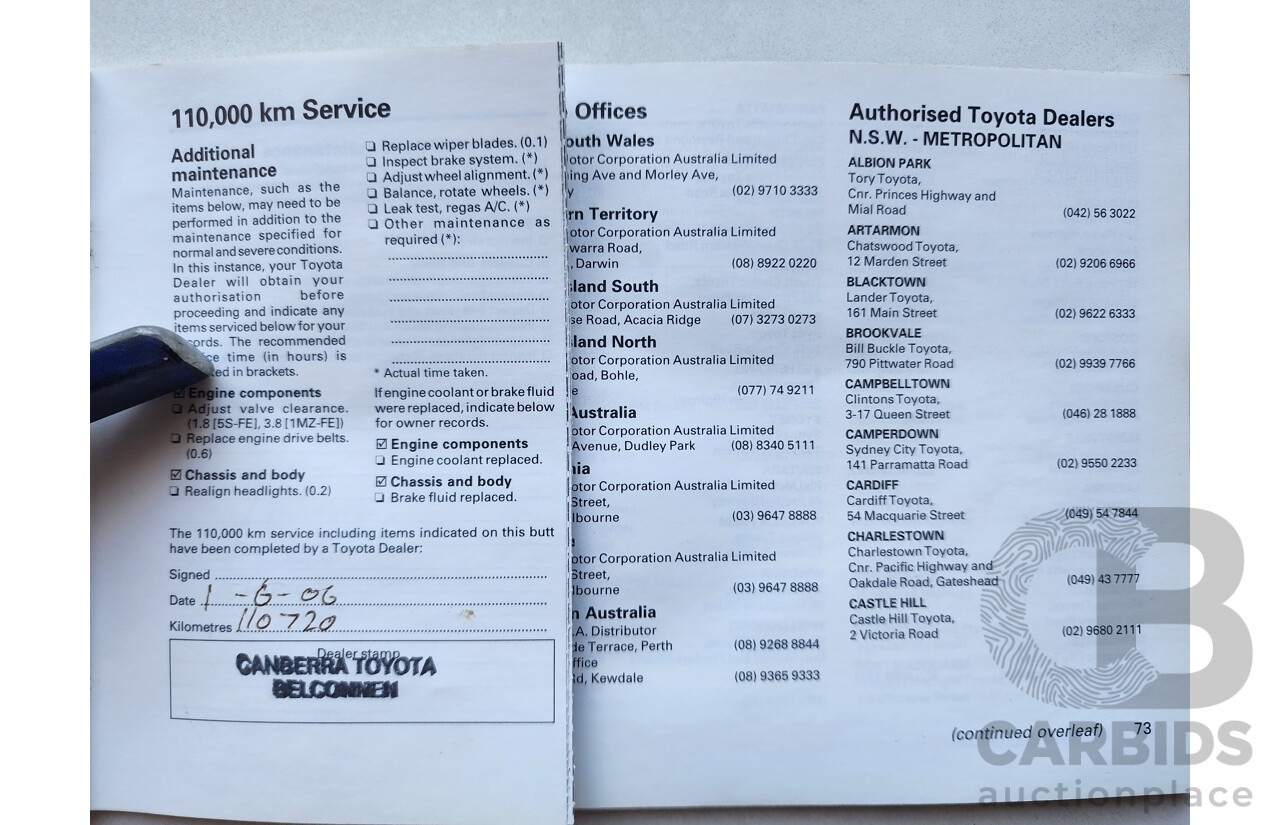 110,000 km Service
Additional
maintenance
Maintenance, such as the
items below, may need to be
performed in addition to the
maintenance specified for
normal and severe conditions.
In this instance, your Toyota
Dealer will obtain your
authorisation before
proceeding and indicate any
items serviced below for your
The recommended
time (in hours) is
in brackets.
☑ Engine components
❏ Adjust valve clearance.
(1.8 [5S-FE], 3.8 [1MZ-FE])
❏ Replace engine drive belts.
(0.6)
☑ Chassis and body
❏ Realign headlights. (0.2)
❏ Replace wiper blades. (0.1)
❏ Inspect brake system. (*)
❏ Adjust wheel alignment. (*)
❏ Balance, rotate wheels. (*)
❏ Leak test, regas A/C. (*)
❏ Other maintenance as
required (*):
* Actual time taken.
If engine coolant or brake fluid
were replaced, indicate below
for owner records.
☑ Engine components
❏ Engine coolant replaced.
☑ Chassis and body
❏ Brake fluid replaced.
The 110,000 km service including items indicated on this butt
have been completed by a Toyota Dealer:
Signed
Date 1-6-06
Kilometres 110720
Dealer stamp
CANBERRA TOYOTA
BELCONNEN
Offices
outh Wales
otor Corporation Australia Limited
ing Ave and Morley Ave,
y (02) 9710 3333
rn Territory
otor Corporation Australia Limited
warra Road,
, Darwin (08) 8922 0220
land South
otor Corporation Australia Limited
se Road, Acacia Ridge (07) 3273 0273
land North
otor Corporation Australia Limited
oad, Bohle,
e (077) 74 9211
Australia
otor Corporation Australia Limited
Avenue, Dudley Park (08) 8340 5111
ia
otor Corporation Australia Limited
Street,
lbourne (03) 9647 8888
otor Corporation Australia Limited
Street,
lbourne (03) 9647 8888
n Australia
.A. Distributor
de Terrace, Perth (08) 9268 8844
ffice
Rd, Kewdale (08) 9365 9333
Authorised Toyota Dealers
N.S.W. - METROPOLITAN
ALBION PARK
Tory Toyota,
Cnr. Princes Highway and
Mial Road (042) 56 3022
ARTARMON
Chatswood Toyota,
12 Marden Street (02) 9206 6966
BLACKTOWN
Lander Toyota,
161 Main Street (02) 9622 6333
BROOKVALE
Bill Buckle Toyota,
790 Pittwater Road (02) 9939 7766
CAMPBELLTOWN
Clintons Toyota,
3-17 Queen Street (046) 28 1888
CAMPERDOWN
Sydney City Toyota,
141 Parramatta Road (02) 9550 2233
CARDIFF
Cardiff Toyota,
54 Macquarie Street (049) 54 7844
CHARLESTOWN
Charlestown Toyota,
Cnr. Pacific Highway and
Oakdale Road, Gateshead (049) 43 7777
CASTLE HILL
Castle Hill Toyota,
2 Victoria Road (02) 9680 2111
(continued overleaf) 73
CB
CARBIDS
auctionplace